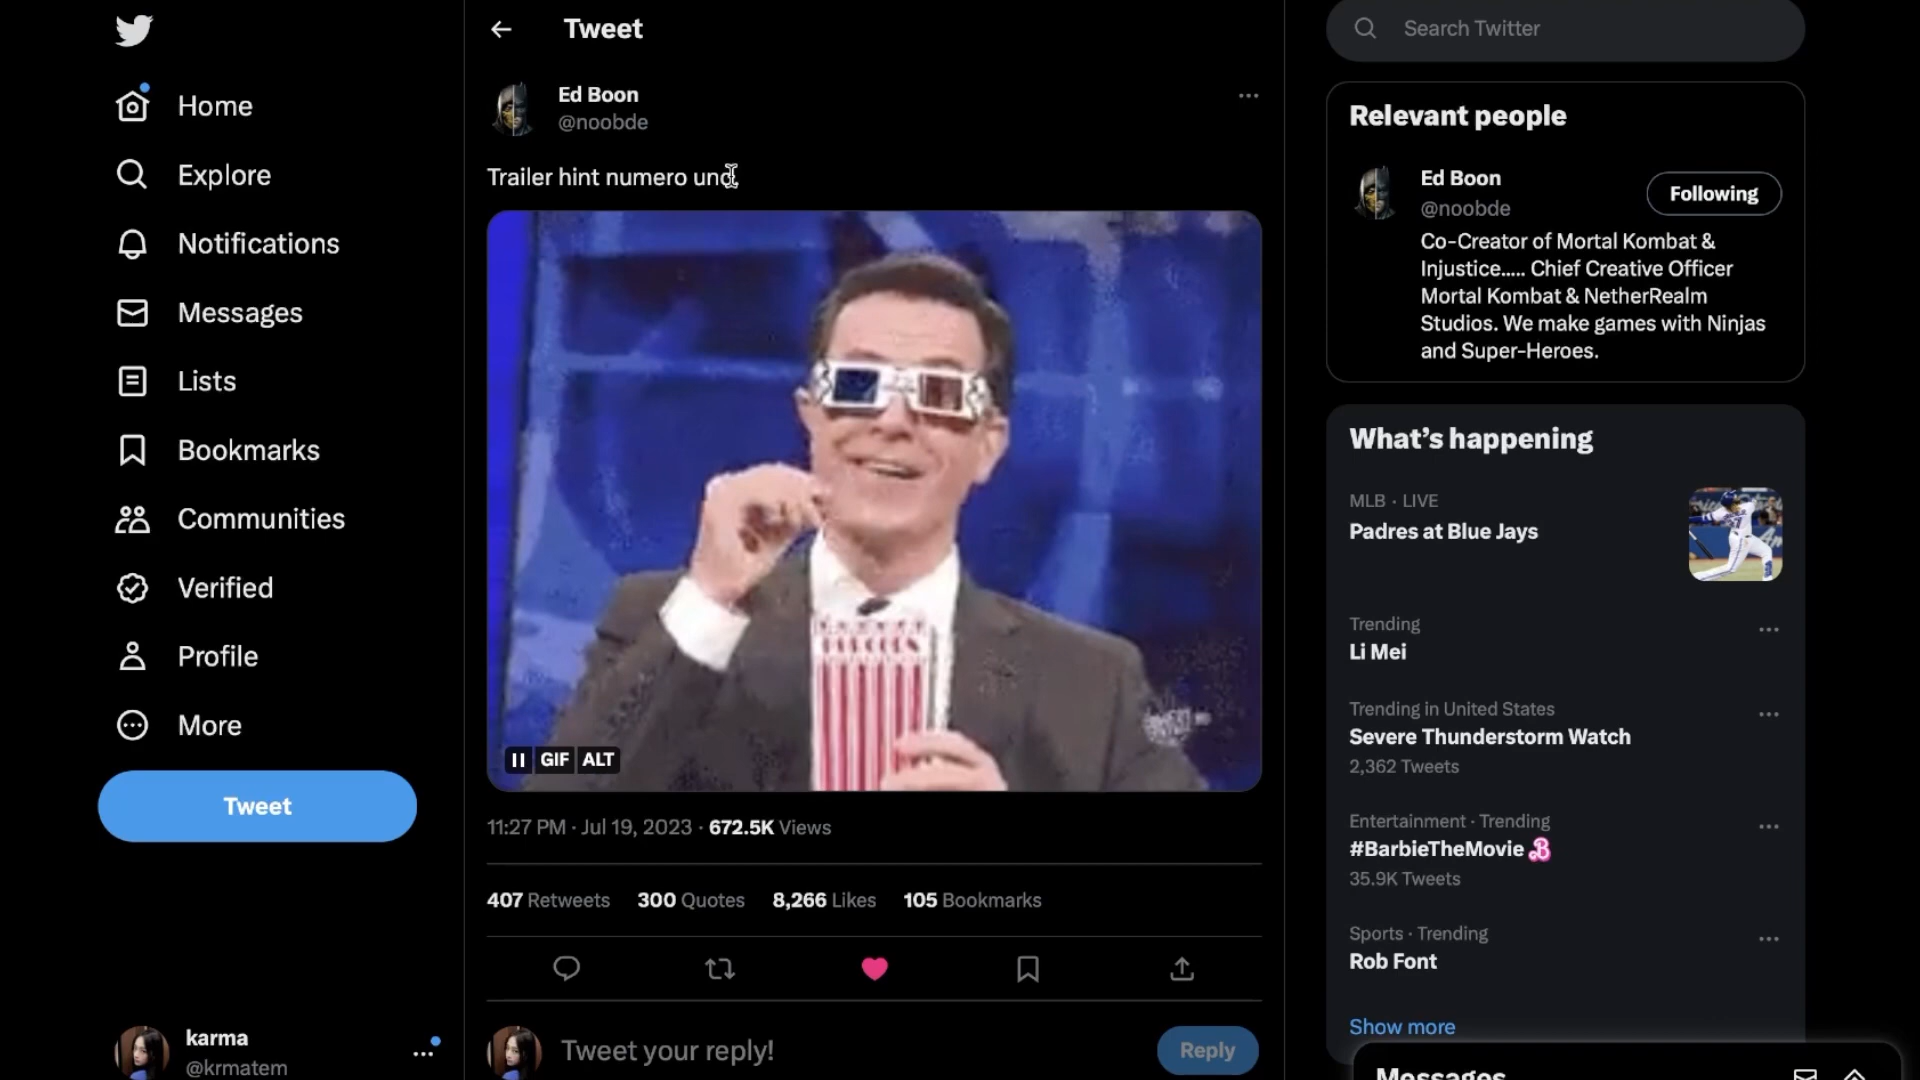 Home
Explore
Notifications
Messages
Lists
Bookmarks
Communities
Verified
Profile
More
Tweet
karma
@krmatem
Tweet
Ed Boon
@noobde
Trailer hint numero uno
GIF ALT
11:27 PM · Jul 19, 2023 · 672.5K Views
407 Retweets 300 Quotes 8,266 Likes 105 Bookmarks
Tweet your reply!
Reply
Search Twitter
Relevant people
Ed Boon
@noobde
Following
Co-Creator of Mortal Kombat &
Injustice..... Chief Creative Officer
Mortal Kombat & NetherRealm
Studios. We make games with Ninjas
and Super-Heroes.
What's happening
MLB · LIVE
Padres at Blue Jays
Trending
Li Mei
Trending in United States
Severe Thunderstorm Watch
2,362 Tweets
Entertainment · Trending
#BarbieTheMovie
35.9K Tweets
Sports · Trending
Rob Font
Show more
Messages